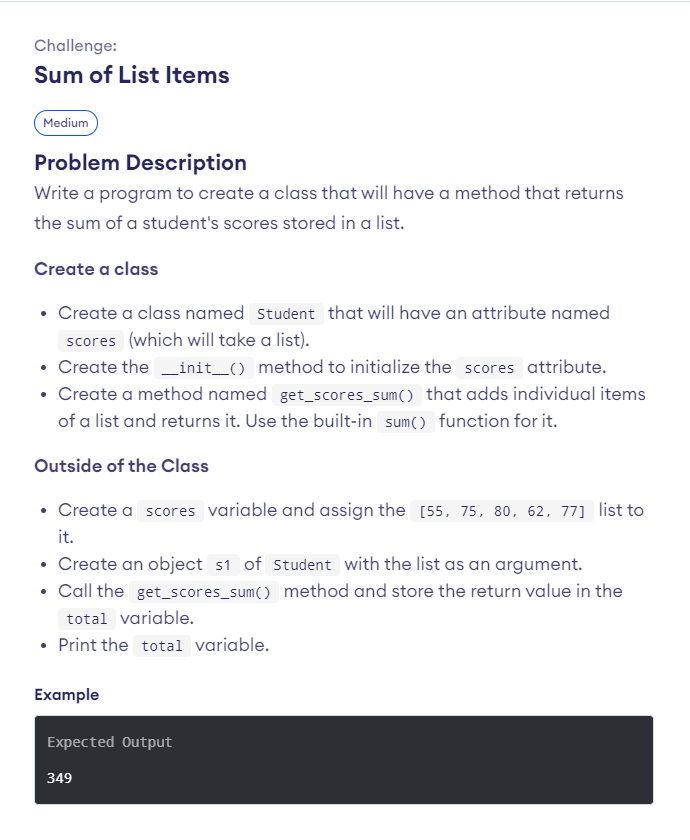 Challenge:
Sum of List Items
Medium
Problem Description
Write a program to create a class that will have a method that returns
the sum of a student's scores stored in a list.
Create a class
• Create a class named Student that will have an attribute named
scores (which will take a list).
• Create the __init__() method to initialize the scores attribute.
• Create a method named get_scores_sum() that adds individual items
of a list and returns it. Use the built-in sum() function for it.
Outside of the Class
• Create a scores variable and assign the [55, 75, 80, 62, 77] list to
it.
• Create an object s1 of Student with the list as an argument.
• Call the get_scores_sum() method and store the return value in the
total variable.
• Print the total variable.
Example
Expected Output
349